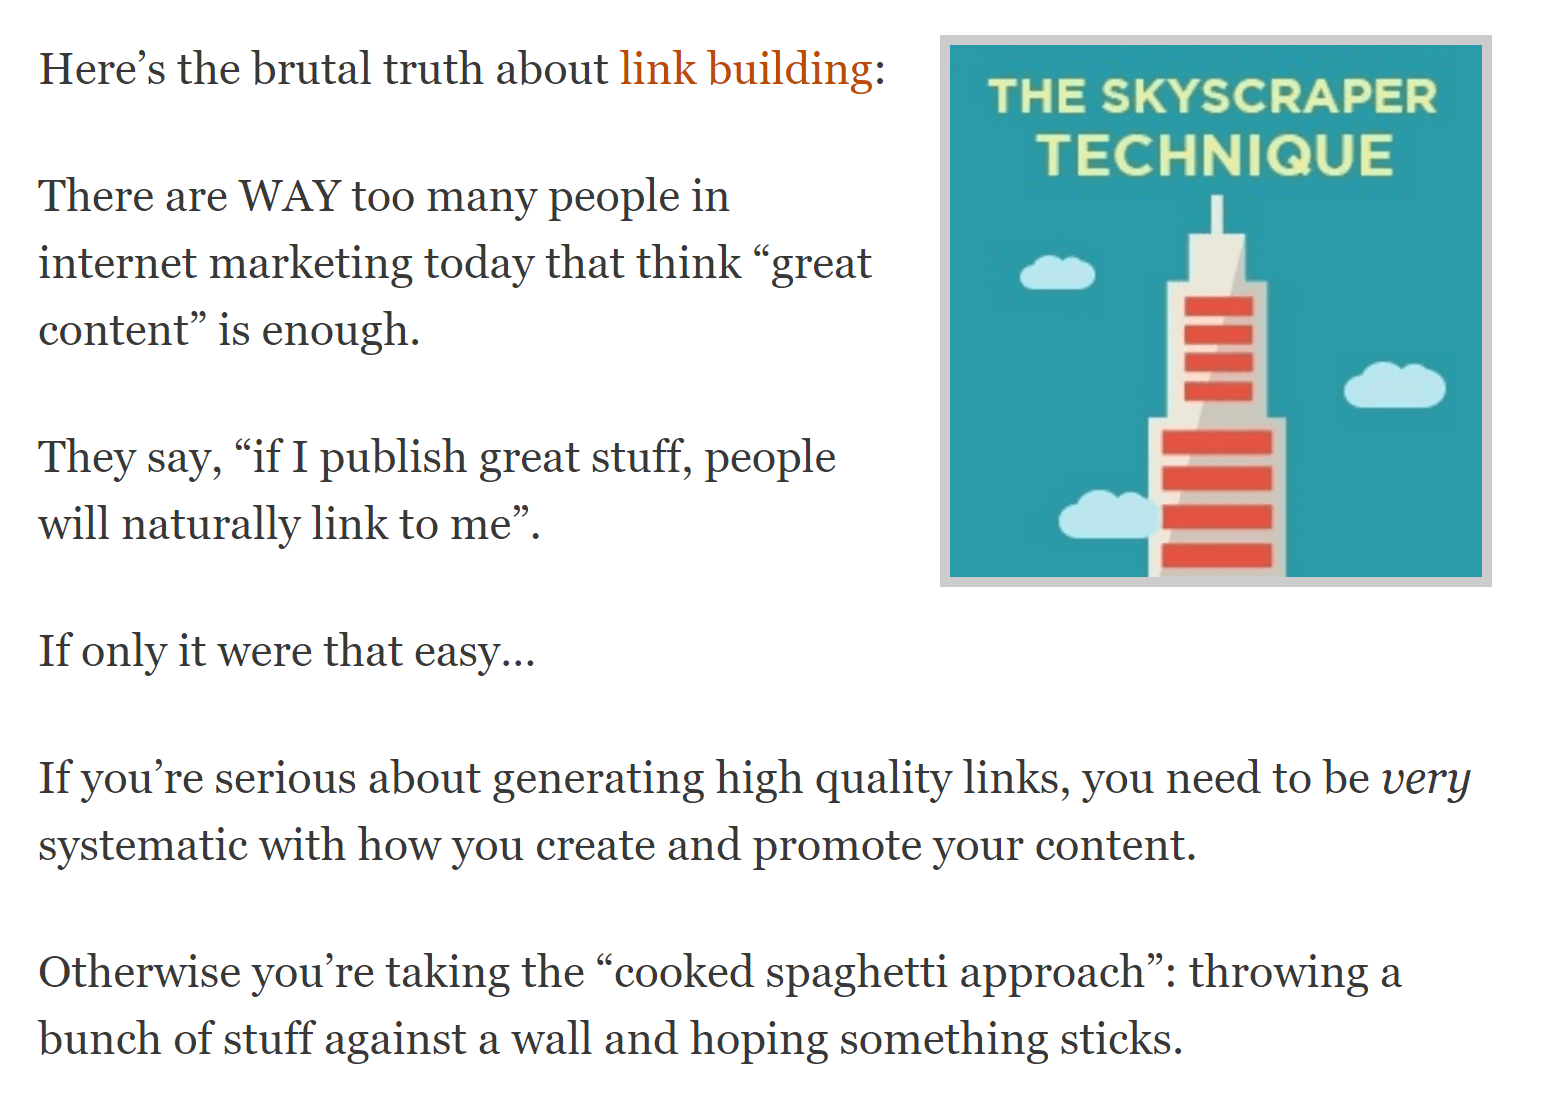 Here’s the brutal truth about link building:
There are WAY too many people in
internet marketing today that think “great
content” is enough.
They say, “if I publish great stuff, people
will naturally link to me”.
THE SKYSCRAPER
TECHNIQUE
If only it were that easy…
If you’re serious about generating high quality links, you need to be very
systematic with how you create and promote your content.
Otherwise you’re taking the “cooked spaghetti approach”: throwing a
bunch of stuff against a wall and hoping something sticks.